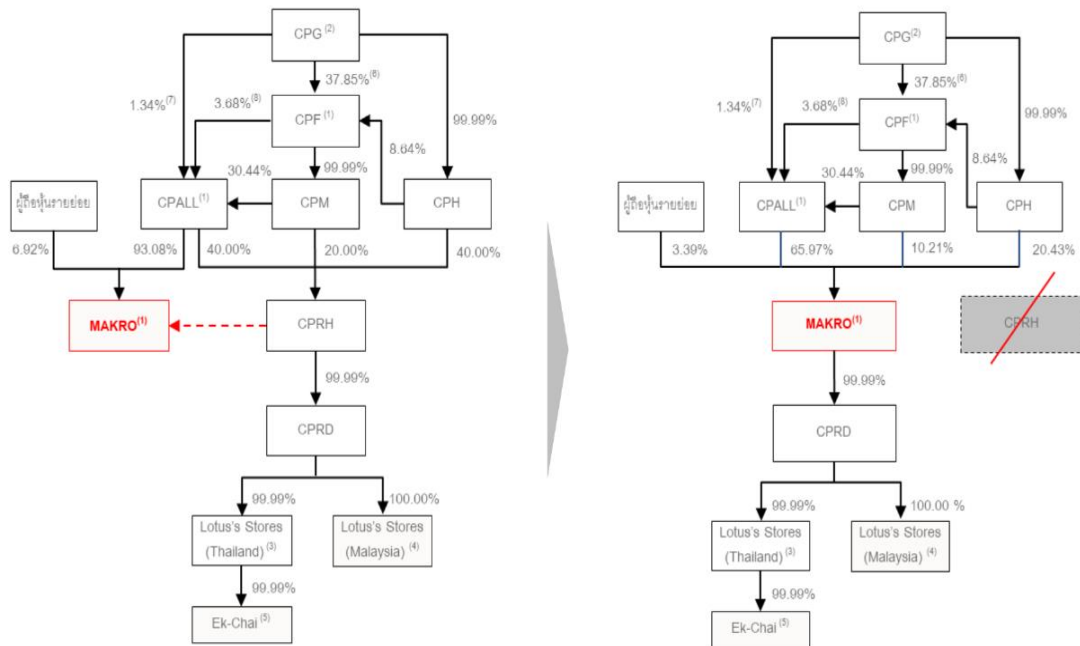 CPG(2)
37.85%(6)
1.34%(7)
3.68%(8)
99.99%
CPF(1)
8.64%
99.99%
30.44%
ผู้ถือหุ้นรายย่อย
CPALL(1)
CPM
CPH
6.92%
93.08%
40.00%
20.00%
40.00%
MAKRO(1)
CPRH
99.99%
CPRD
99.99%
100.00%
Lotus's Stores
(Thailand) (3)
Lotus's Stores
(Malaysia) (4)
99.99%
Ek-Chai (5)
CPG(2)
37.85%(6)
1.34%(7)
3.68%(8)
99.99%
CPF(1)
8.64%
99.99%
30.44%
ผู้ถือหุ้นรายย่อย
CPALL(1)
CPM
CPH
3.39%
65.97%
10.21%
20.43%
MAKRO(1)
CPRH
99.99%
CPRD
99.99%
100.00 %
Lotus's Stores
(Thailand) (3)
Lotus's Stores
(Malaysia) (4)
99.99%
Ek-Chai (5)